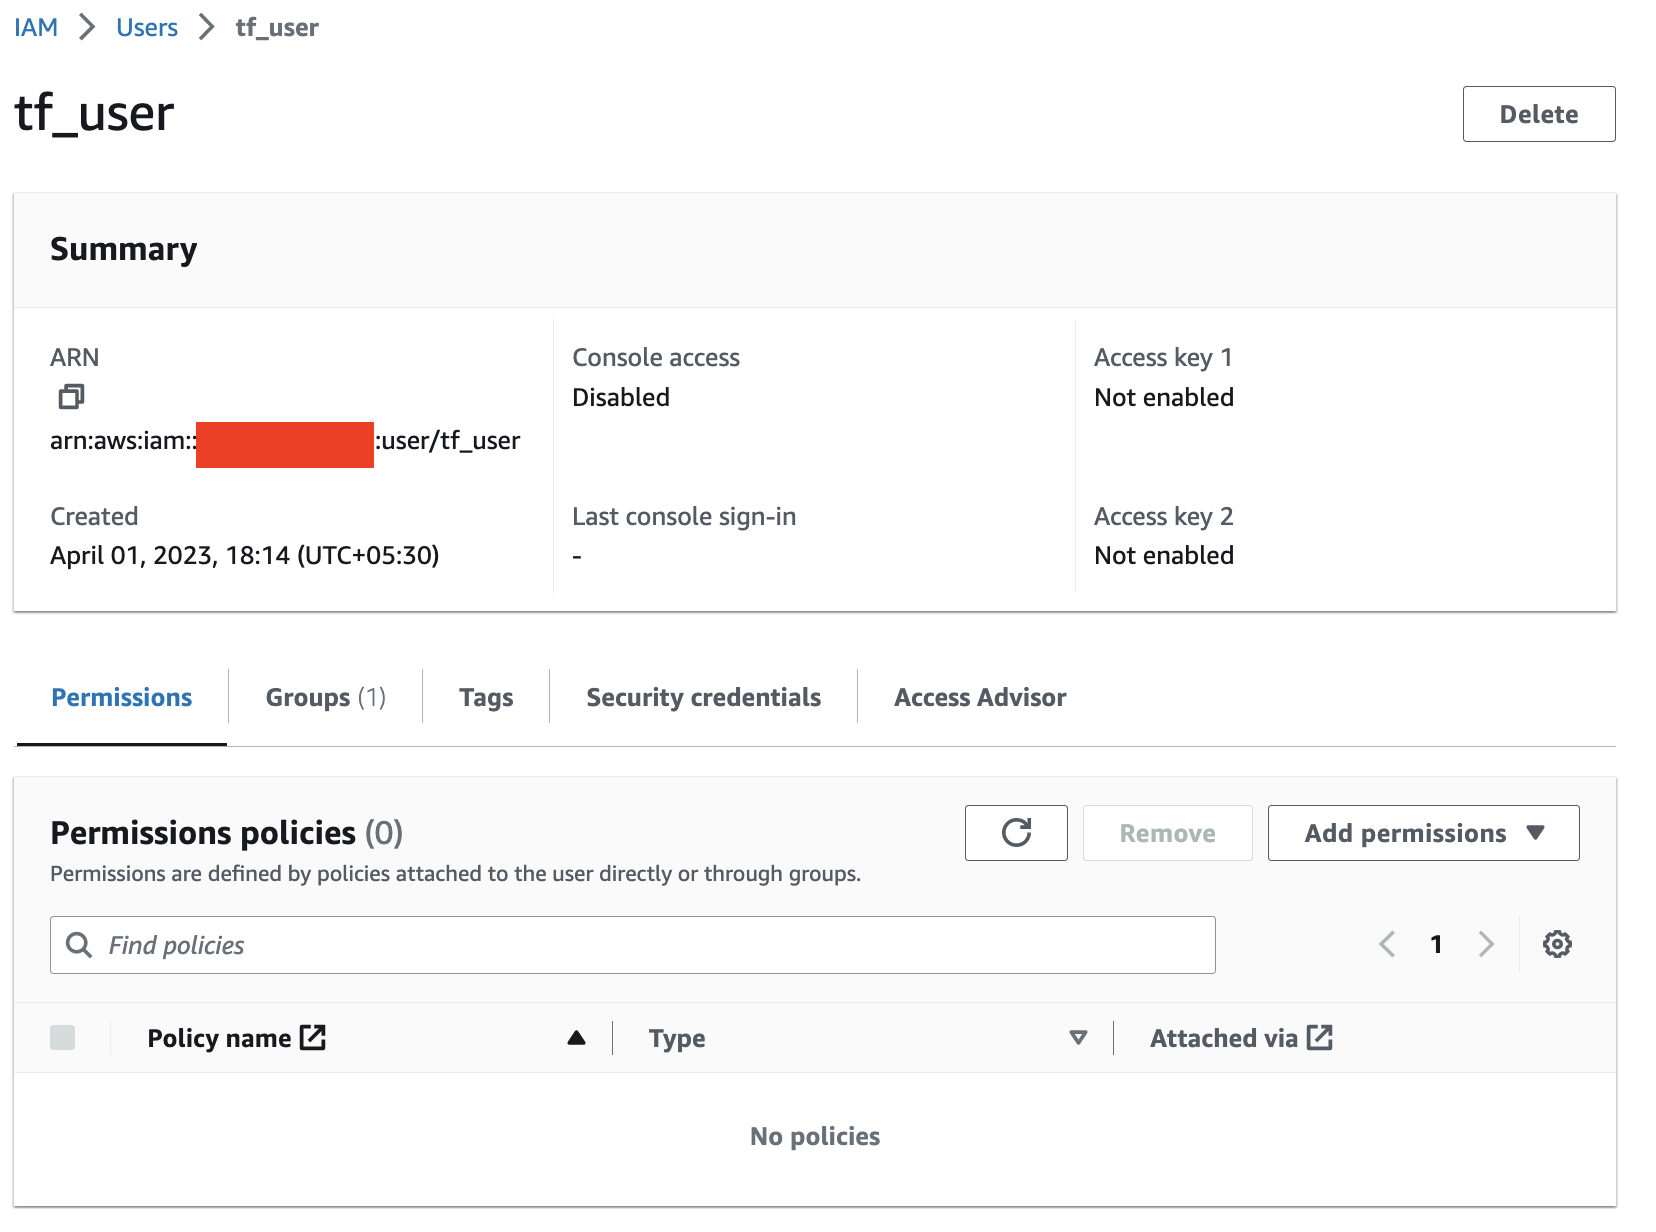 IAM > Users > tf_user
tf_user
Delete
Summary
ARN
arn:aws:iam:: :user/tf_user
Created
April 01, 2023, 18:14 (UTC+05:30)
Console access
Disabled
Last console sign-in
-
Access key 1
Not enabled
Access key 2
Not enabled
Permissions Groups (1) Tags Security credentials Access Advisor
Permissions policies (0)
Permissions are defined by policies attached to the user directly or through groups.
Remove
Add permissions
Find policies
1
Policy name Type Attached via
No policies